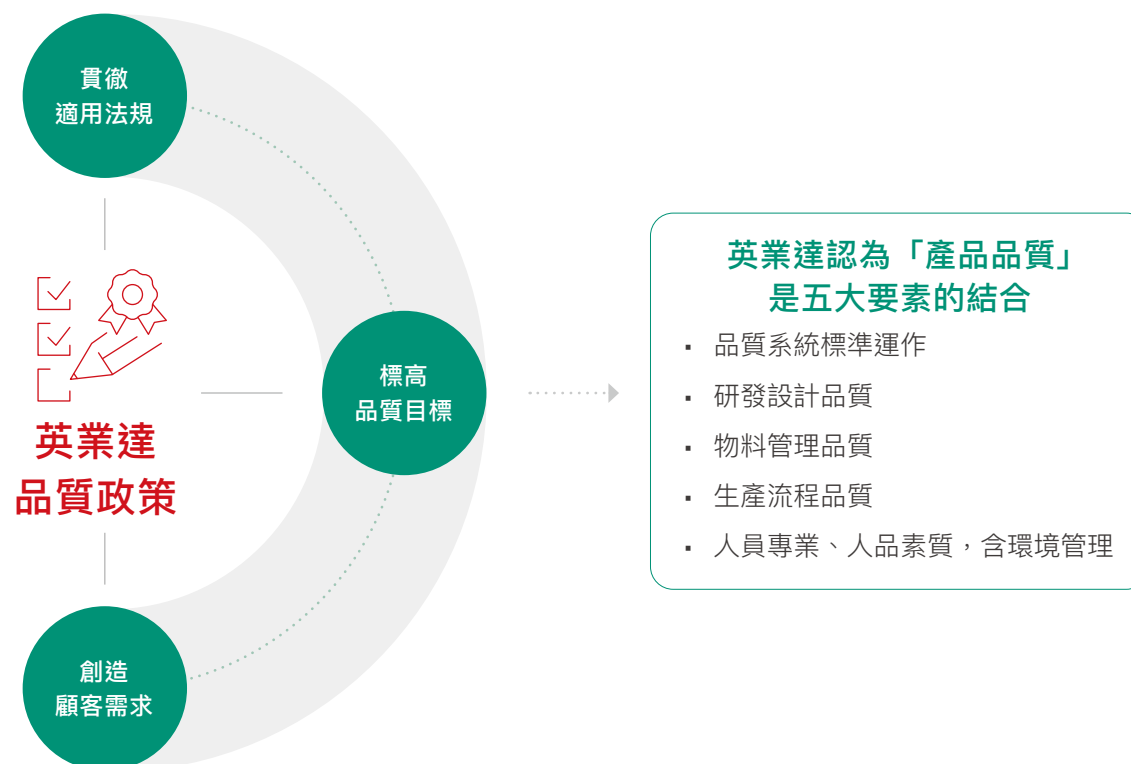 貫徹
適用法規
英業達
品質政策
標高
品質目標
創造
顧客需求
英業達認為「產品品質」
是五大要素的結合
▪ 品質系統標準運作
▪ 研發設計品質
▪ 物料管理品質
▪ 生產流程品質
▪ 人員專業、人品素質，含環境管理